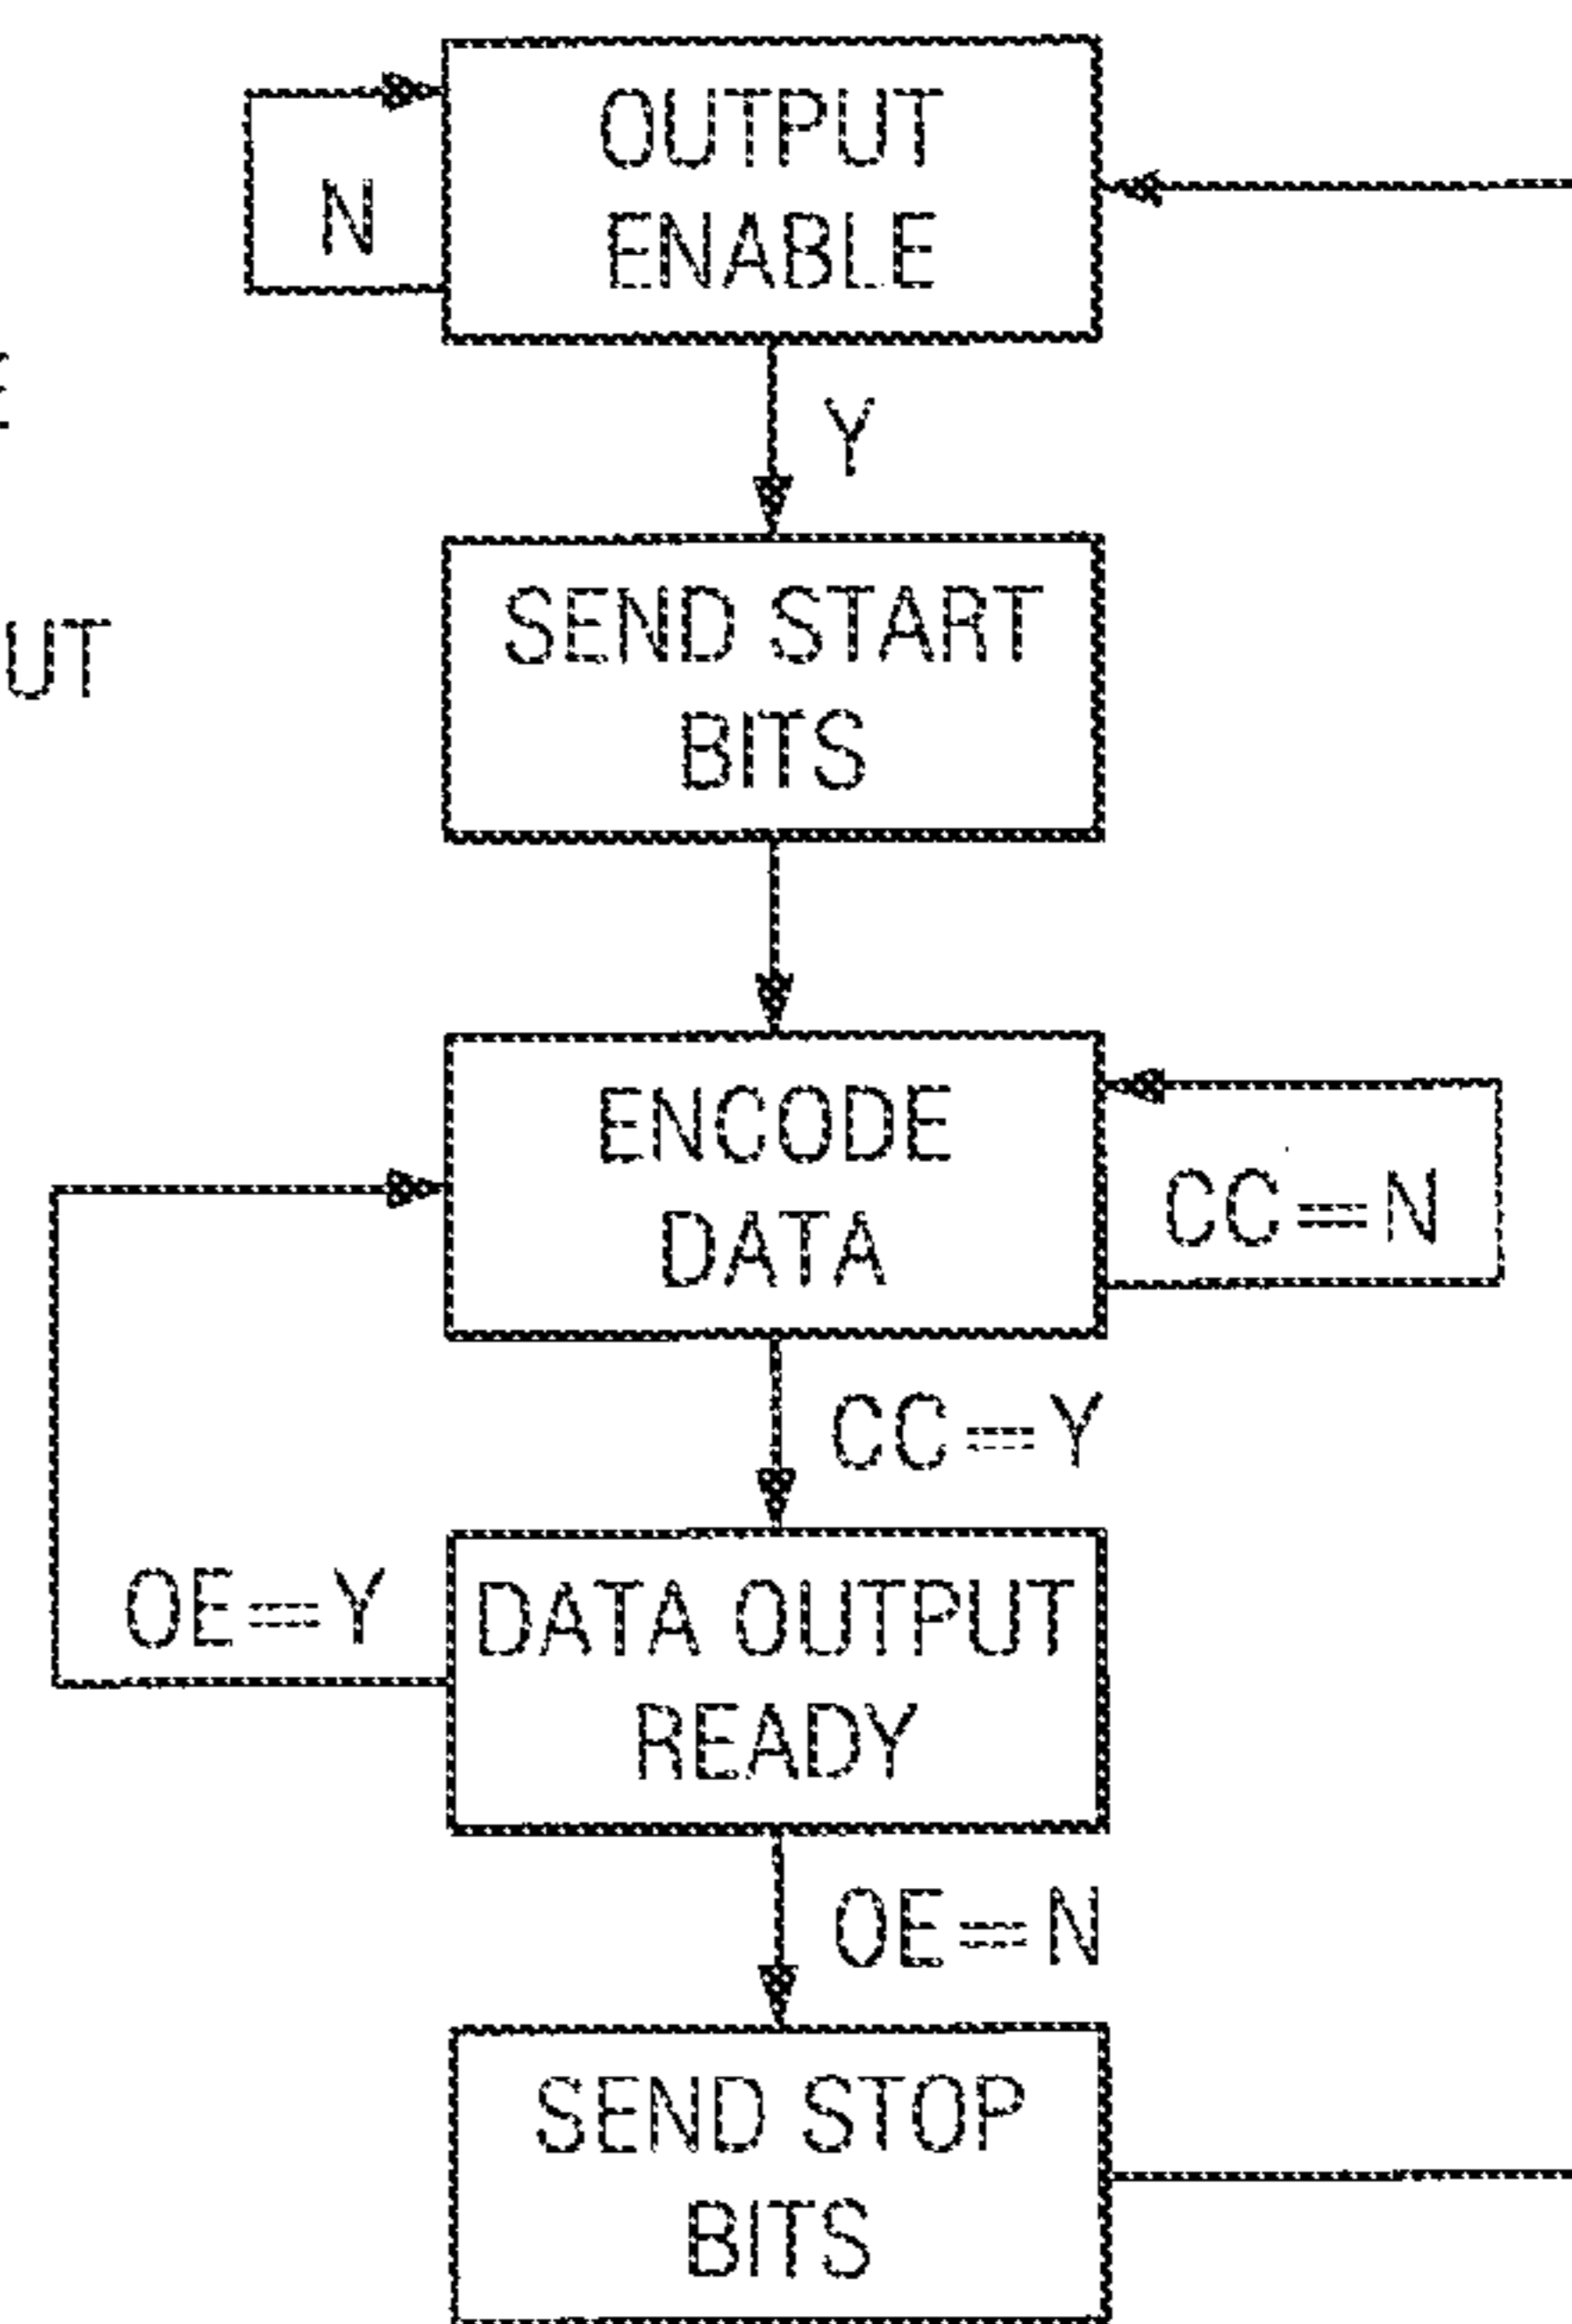 OUTPUT
ENABLE
N
Y
UT
SEND START
BITS
ENCODE
DATA
CC=N
CC=Y
OE=Y
DATA OUTPUT
READY
OE=N
SEND STOP
BITS